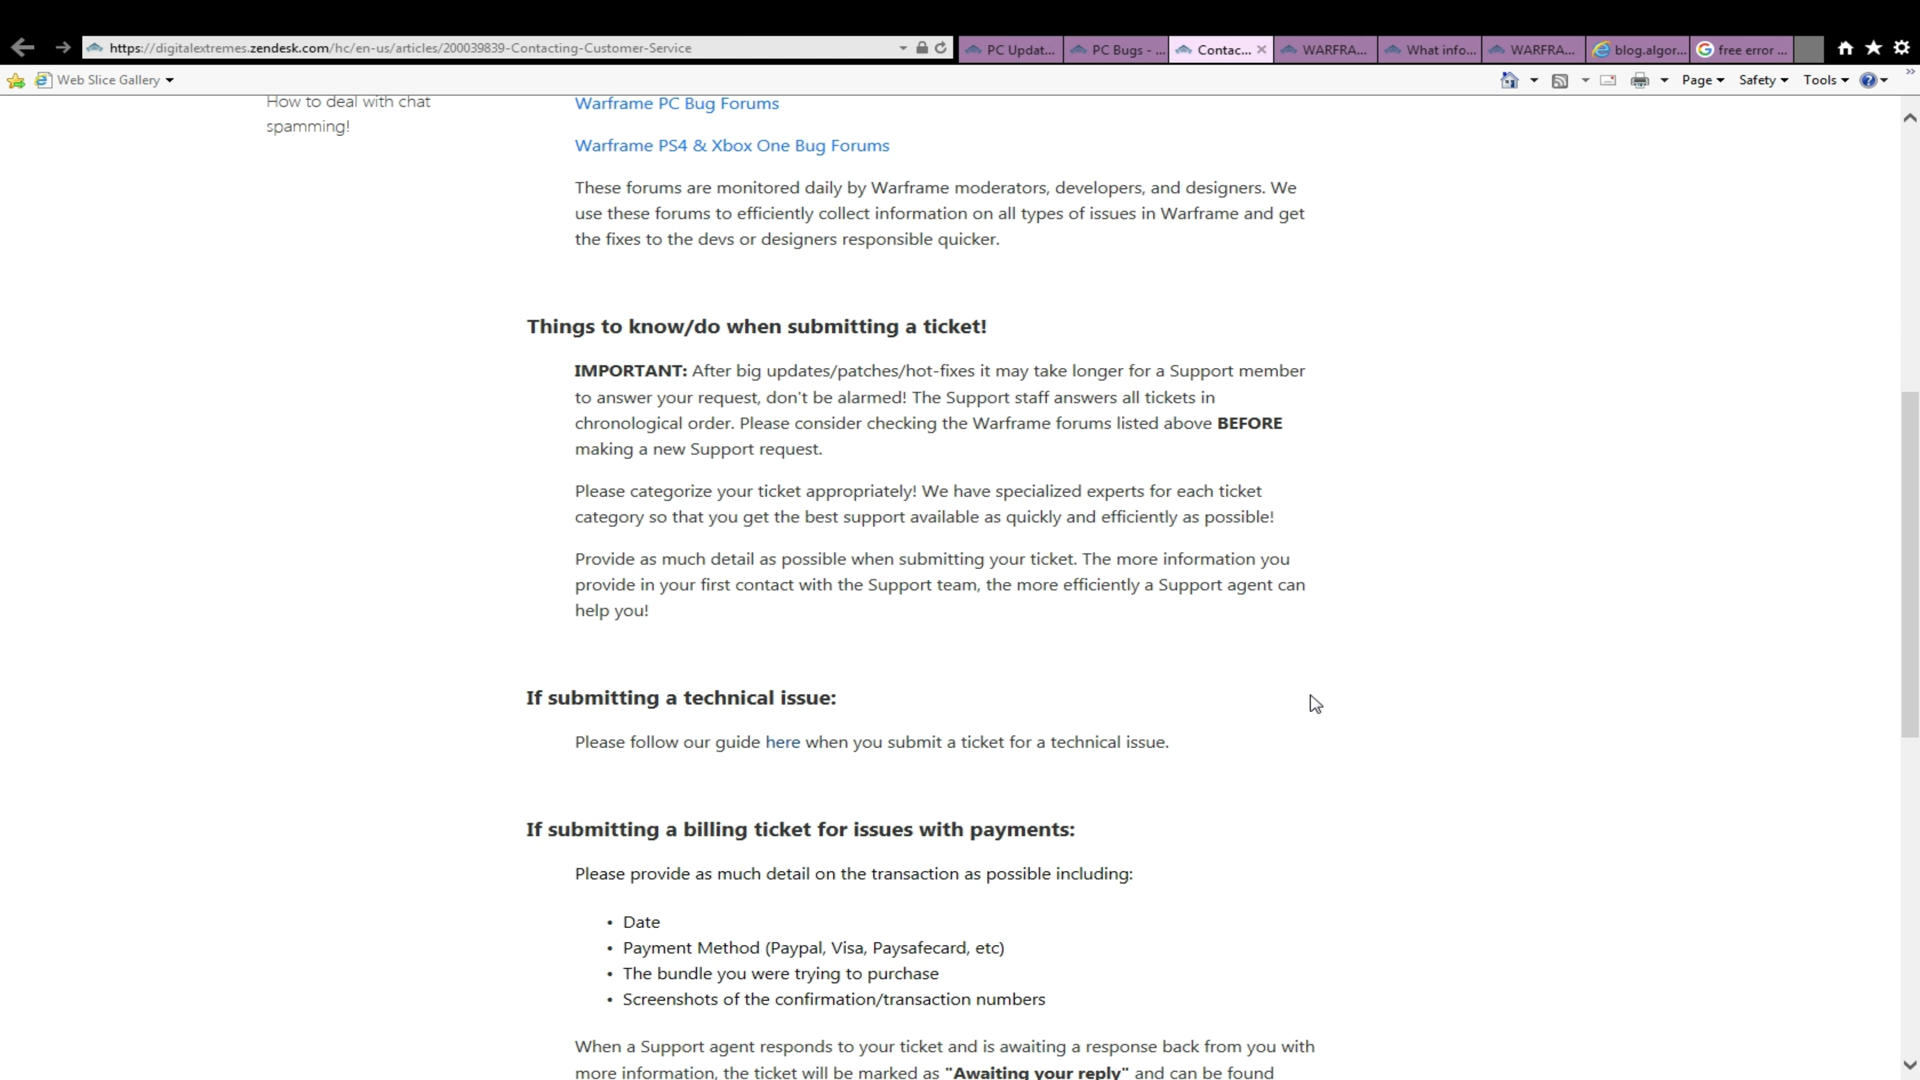 https://digitalextremes.zendesk.com/hc/en-us/articles/200039839-Contacting-Customer-Service
PC Updat...
PC Bugs - ...
Contac...
WARFRA...
What info...
WARFRA...
blog.algor...
free error ...
Web Slice Gallery
Page
Safety
Tools
How to deal with chat
spamming!
Warframe PC Bug Forums
Warframe PS4 & Xbox One Bug Forums
These forums are monitored daily by Warframe moderators, developers, and designers. We
use these forums to efficiently collect information on all types of issues in Warframe and get
the fixes to the devs or designers responsible quicker.
Things to know/do when submitting a ticket!
IMPORTANT: After big updates/patches/hot-fixes it may take longer for a Support member
to answer your request, don't be alarmed! The Support staff answers all tickets in
chronological order. Please consider checking the Warframe forums listed above BEFORE
making a new Support request.
Please categorize your ticket appropriately! We have specialized experts for each ticket
category so that you get the best support available as quickly and efficiently as possible!
Provide as much detail as possible when submitting your ticket. The more information you
provide in your first contact with the Support team, the more efficiently a Support agent can
help you!
If submitting a technical issue:
Please follow our guide here when you submit a ticket for a technical issue.
If submitting a billing ticket for issues with payments:
Please provide as much detail on the transaction as possible including:
• Date
• Payment Method (Paypal, Visa, Paysafecard, etc)
• The bundle you were trying to purchase
• Screenshots of the confirmation/transaction numbers
When a Support agent responds to your ticket and is awaiting a response back from you with
more information, the ticket will be marked as "Awaiting your reply" and can be found